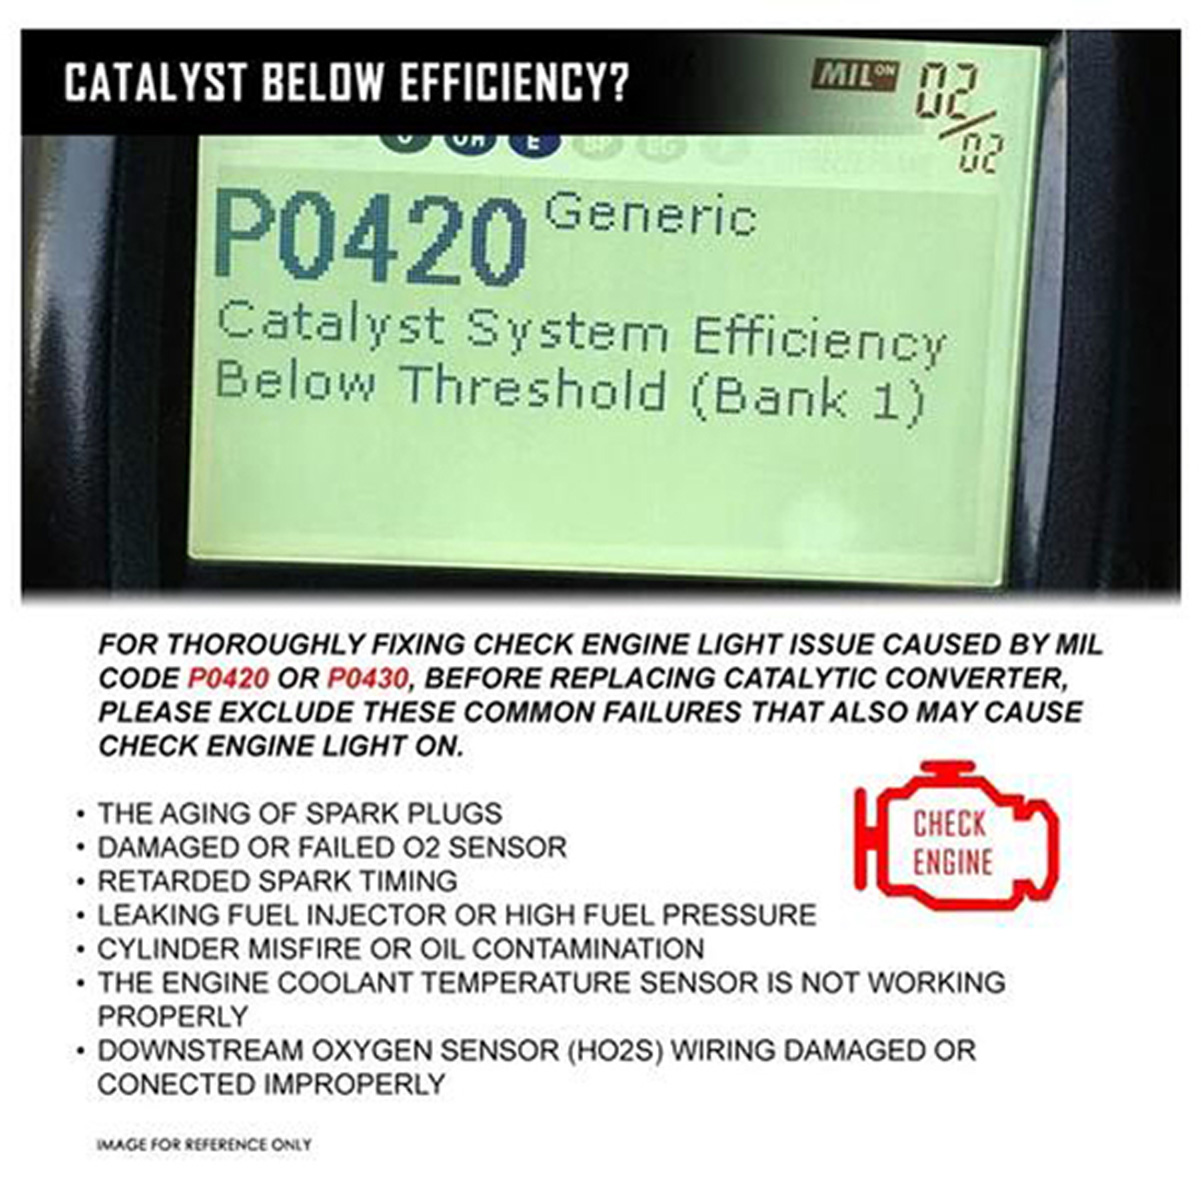 CATALYST BELOW EFFICIENCY?
MIL ON 02/02
E
P0420 Generic
Catalyst System Efficiency
Below Threshold (Bank 1)
FOR THOROUGHLY FIXING CHECK ENGINE LIGHT ISSUE CAUSED BY MIL
CODE P0420 OR P0430, BEFORE REPLACING CATALYTIC CONVERTER,
PLEASE EXCLUDE THESE COMMON FAILURES THAT ALSO MAY CAUSE
CHECK ENGINE LIGHT ON.
CHECK
ENGINE
• THE AGING OF SPARK PLUGS
• DAMAGED OR FAILED O2 SENSOR
• RETARDED SPARK TIMING
• LEAKING FUEL INJECTOR OR HIGH FUEL PRESSURE
• CYLINDER MISFIRE OR OIL CONTAMINATION
• THE ENGINE COOLANT TEMPERATURE SENSOR IS NOT WORKING
PROPERLY
• DOWNSTREAM OXYGEN SENSOR (HO2S) WIRING DAMAGED OR
CONECTED IMPROPERLY
IMAGE FOR REFERENCE ONLY